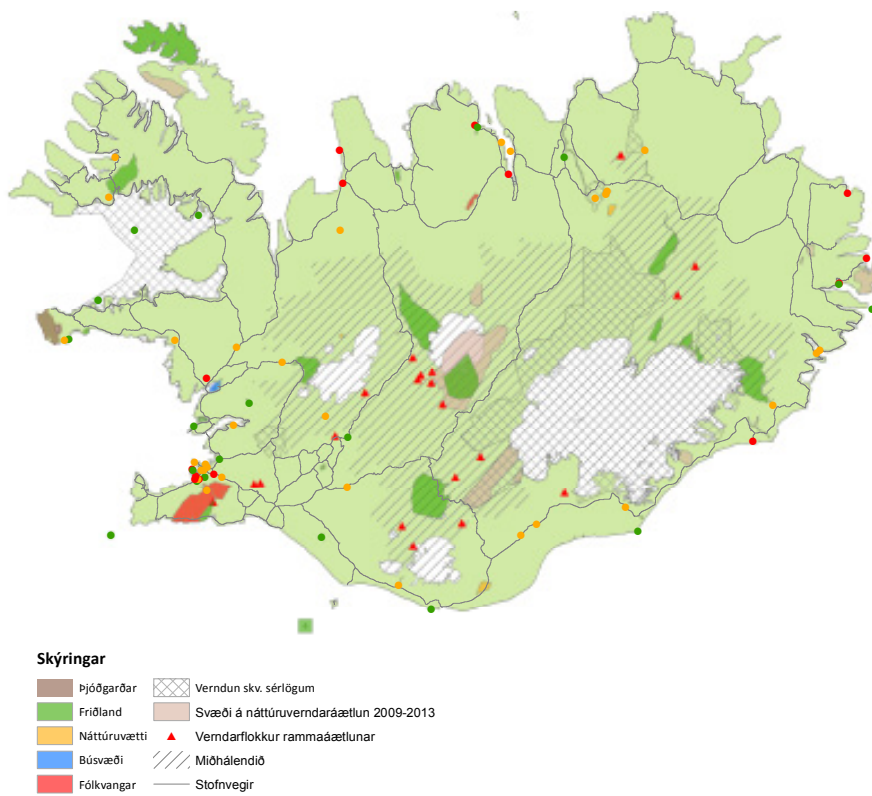 Skýringar
Þjóðgarðar
Friðland
Náttúruvætti
Búsvæði
Fólkvangar
Verndun skv. sérlögum
Svæði á náttúruverndaráætlun 2009-2013
Verndarflokkur rammaáætlunar
Miðhálendið
Stofnvegir